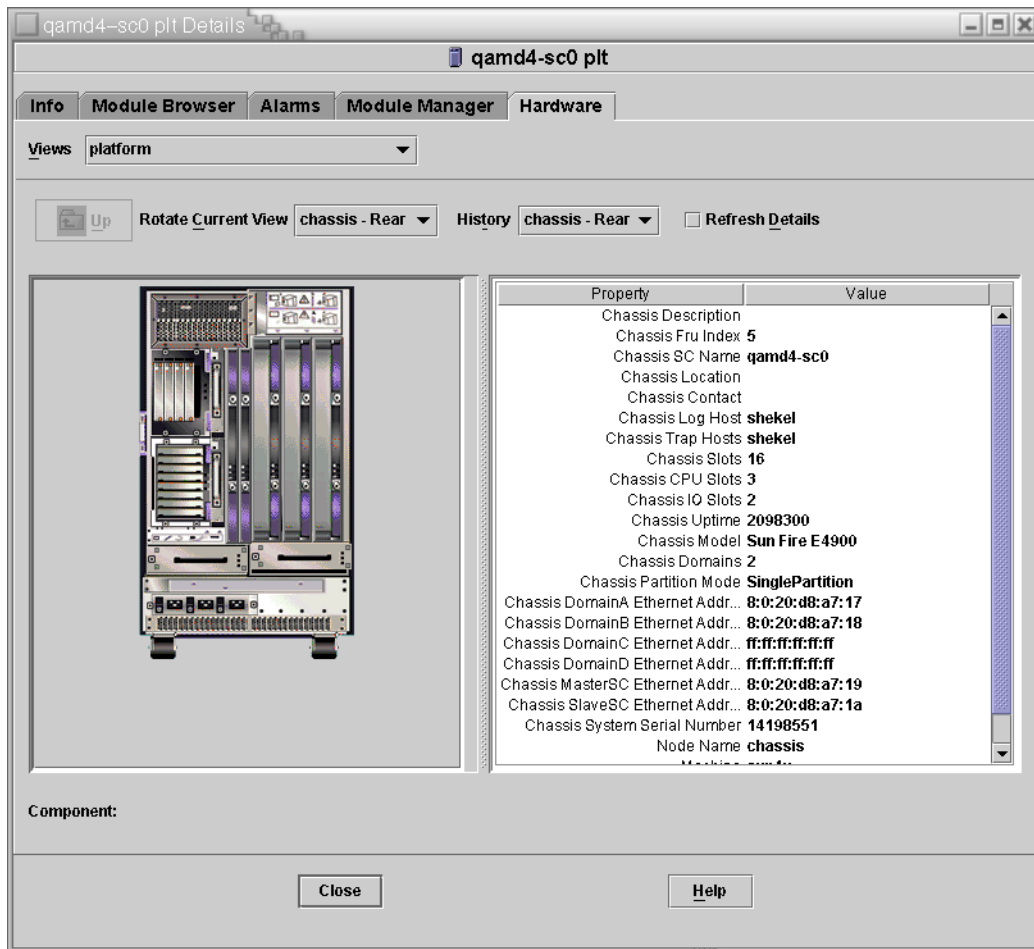 qamd4–sc0 plt Details
qamd4-sc0 plt
Info Module Browser Alarms Module Manager Hardware
Views platform
Up Rotate Current View chassis - Rear History chassis - Rear Refresh Details
Property Value
Chassis Description
Chassis Fru Index 5
Chassis SC Name qamd4-sc0
Chassis Location
Chassis Contact
Chassis Log Host shekel
Chassis Trap Hosts shekel
Chassis Slots 16
Chassis CPU Slots 3
Chassis IO Slots 2
Chassis Uptime 2098300
Chassis Model Sun Fire E4900
Chassis Domains 2
Chassis Partition Mode SinglePartition
Chassis DomainA Ethernet Addr... 8:0:20:d8:a7:17
Chassis DomainB Ethernet Addr... 8:0:20:d8:a7:18
Chassis DomainC Ethernet Addr... ff:ff:ff:ff:ff:ff
Chassis DomainD Ethernet Addr... ff:ff:ff:ff:ff:ff
Chassis MasterSC Ethernet Addr... 8:0:20:d8:a7:19
Chassis SlaveSC Ethernet Addr... 8:0:20:d8:a7:1a
Chassis System Serial Number 14198551
Node Name chassis
Component:
Close Help